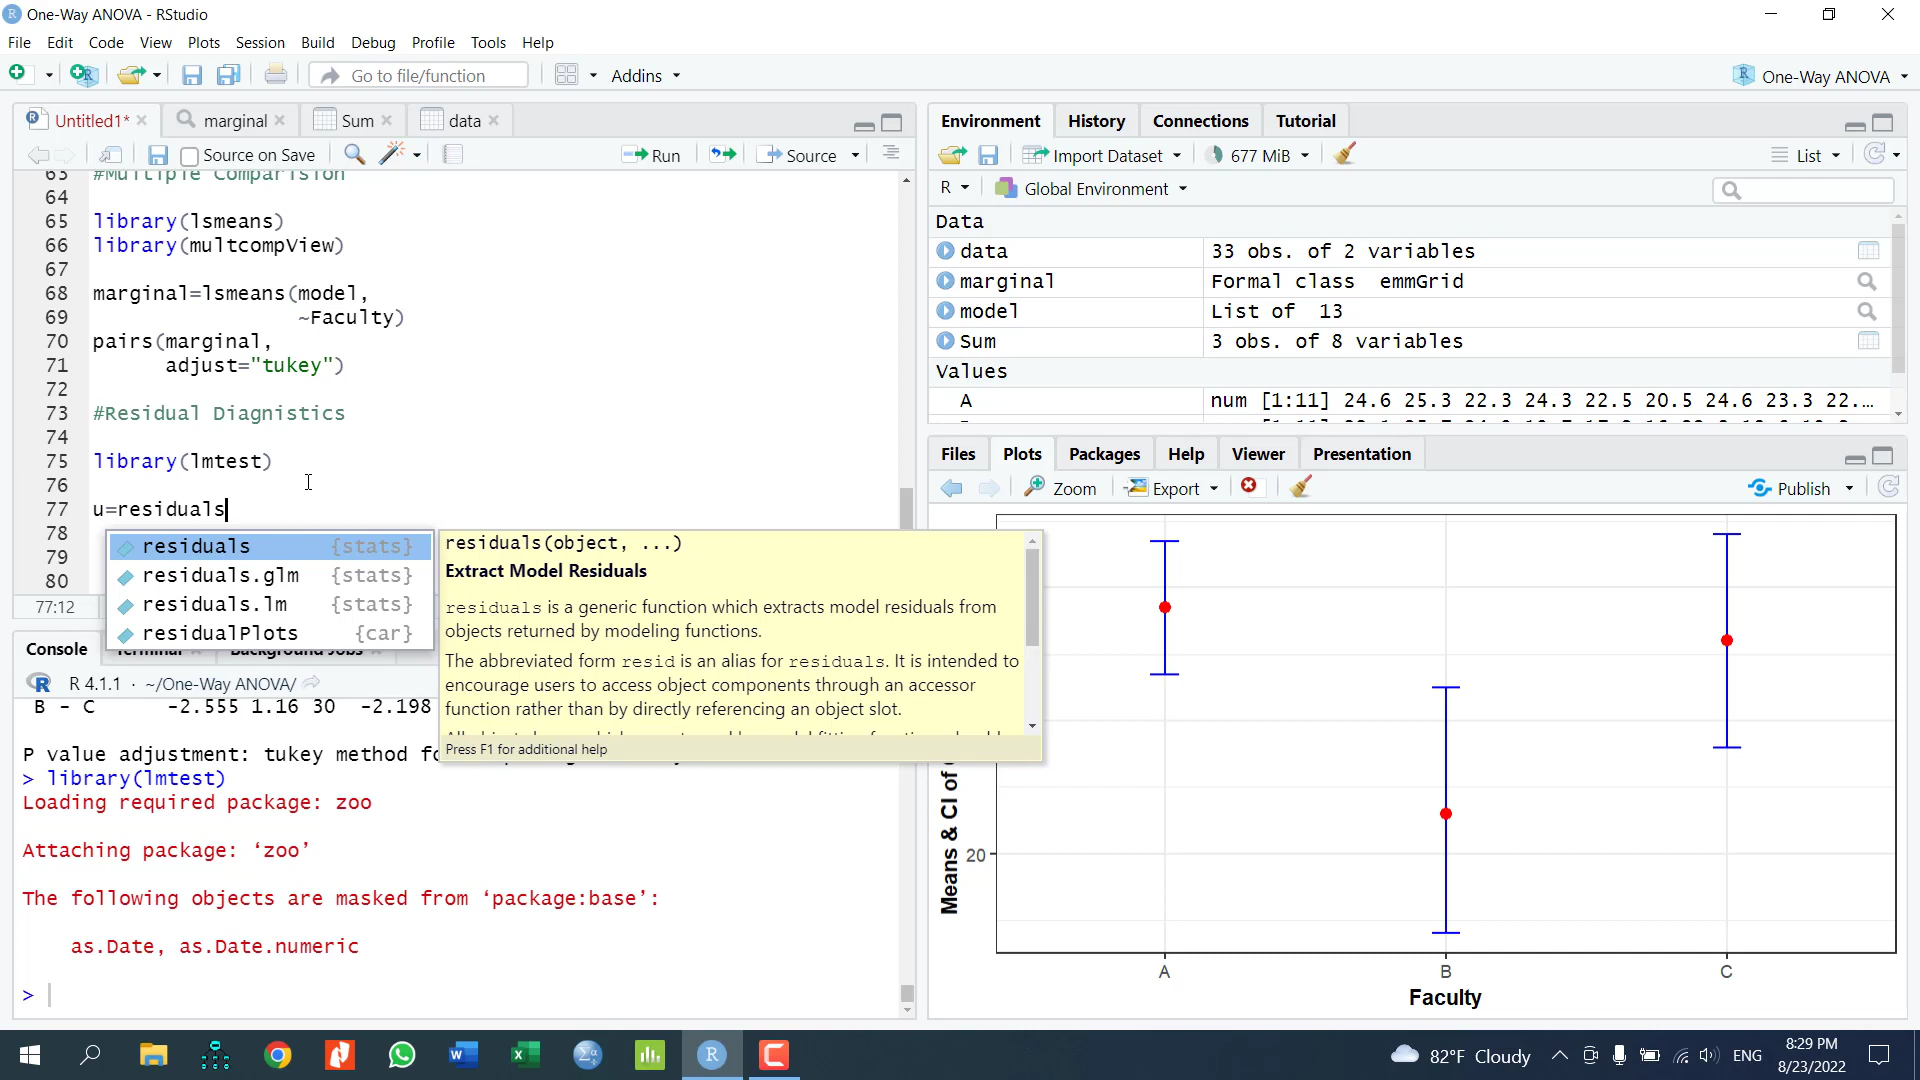 One-Way ANOVA - RStudio
File Edit Code View Plots Session Build Debug Profile Tools Help
Go to file/function Addins One-Way ANOVA
Untitled1* marginal Sum data
Source on Save Run Source
63 #Multiple Comparision
64
65 library(lsmeans)
66 library(multcompView)
67
68 marginal=lsmeans(model,
69 ~Faculty)
70 pairs(marginal,
71 adjust="tukey")
72
73 #Residual Diagnistics
74
75 library(lmtest)
76
77 u=residuals
78
79
80
77:12
residuals {stats}
residuals.glm {stats}
residuals.lm {stats}
residualPlots {car}
residuals(object, ...)
Extract Model Residuals
residuals is a generic function which extracts model residuals from
objects returned by modeling functions.
The abbreviated form resid is an alias for residuals. It is intended to
encourage users to access object components through an accessor
function rather than by directly referencing an object slot.
Press F1 for additional help
Console Terminal Background Jobs
R 4.1.1 · ~/One-Way ANOVA/
B - C -2.555 1.16 30 -2.198
P value adjustment: tukey method
> library(lmtest)
Loading required package: zoo
Attaching package: ‘zoo’
The following objects are masked from ‘package:base’:
as.Date, as.Date.numeric
>
Environment History Connections Tutorial
Import Dataset 677 MiB List
R Global Environment
Data
data 33 obs. of 2 variables
marginal Formal class emmGrid
model List of 13
Sum 3 obs. of 8 variables
Values
A num [1:11] 24.6 25.3 22.3 24.3 22.5 20.5 24.6 23.3 22.…
Files Plots Packages Help Viewer Presentation
Zoom Export Publish
Means & CI of
20
A B C
Faculty
82°F Cloudy ENG 8:29 PM
8/23/2022